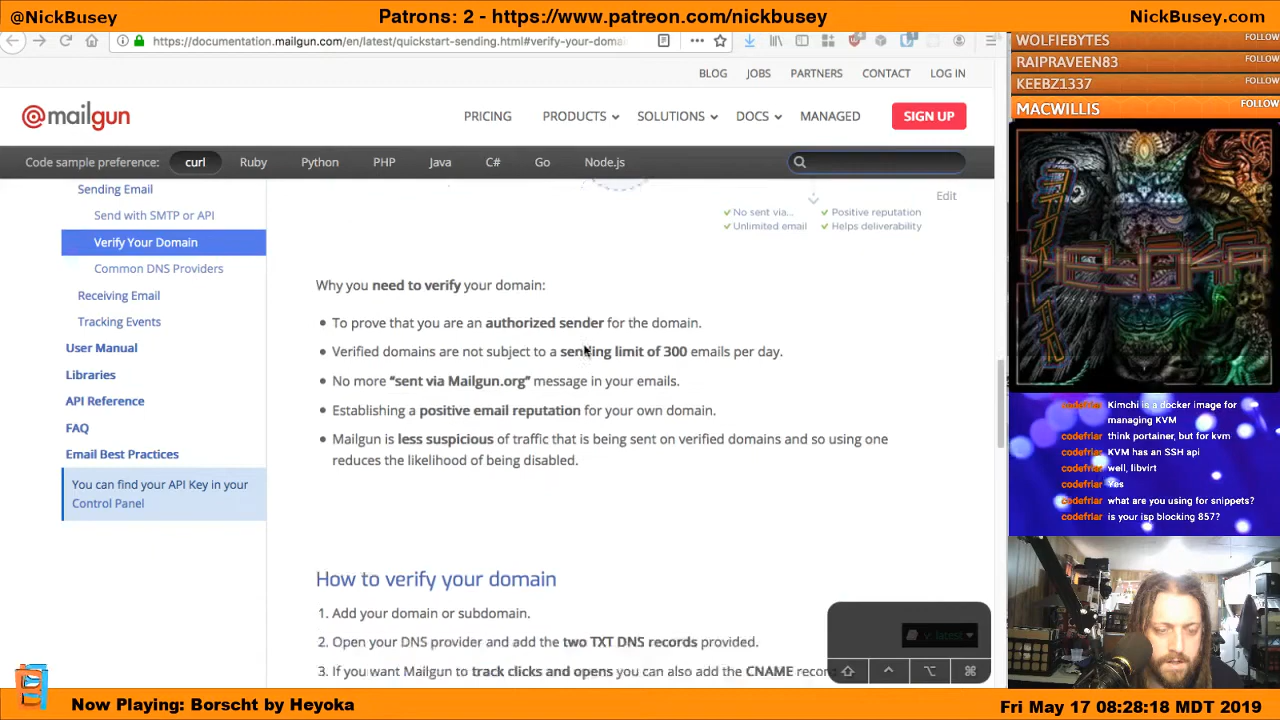 @NickBusey
Patrons: 2 - https://www.patreon.com/nickbusey
NickBusey.com
https://documentation.mailgun.com/en/latest/quickstart-sending.html#verify-your-doma
WOLFIEBYTES FOLLOW
RAIPRAVEEN83 FOLLOW
KEEBZ1337 FOLLOW
MACWILLIS FOLLOW
BLOG JOBS PARTNERS CONTACT LOG IN
@mailgun
PRICING PRODUCTS SOLUTIONS DOCS MANAGED SIGN UP
Code sample preference: curl Ruby Python PHP Java C# Go Node.js
Sending Email
Send with SMTP or API
Verify Your Domain
Common DNS Providers
Receiving Email
Tracking Events
User Manual
Libraries
API Reference
FAQ
Email Best Practices
You can find your API Key in your
Control Panel
Edit
No sent via... Positive reputation
Unlimited email Helps deliverability
Why you need to verify your domain:
To prove that you are an authorized sender for the domain.
Verified domains are not subject to a sending limit of 300 emails per day.
No more “sent via Mailgun.org” message in your emails.
Establishing a positive email reputation for your own domain.
Mailgun is less suspicious of traffic that is being sent on verified domains and so using one
reduces the likelihood of being disabled.
How to verify your domain
1. Add your domain or subdomain.
2. Open your DNS provider and add the two TXT DNS records provided.
3. If you want Mailgun to track clicks and opens you can also add the CNAME recor
v: latest
codefriar Kimchi is a docker image for
managing KVM
codefriar think portainer, but for kvm
codefriar KVM has an SSH api
codefriar well, libvirt
codefriar Yes
codefriar what are you using for snippets?
codefriar is your isp blocking 857?
Now Playing: Borscht by Heyoka
Fri May 17 08:28:18 MDT 2019